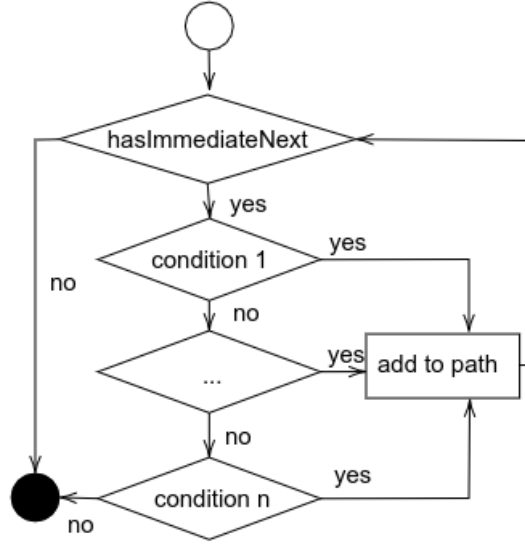 hasImmediateNext
yes
condition 1
yes
no
no
...
yes
add to path
no
condition n
yes
no